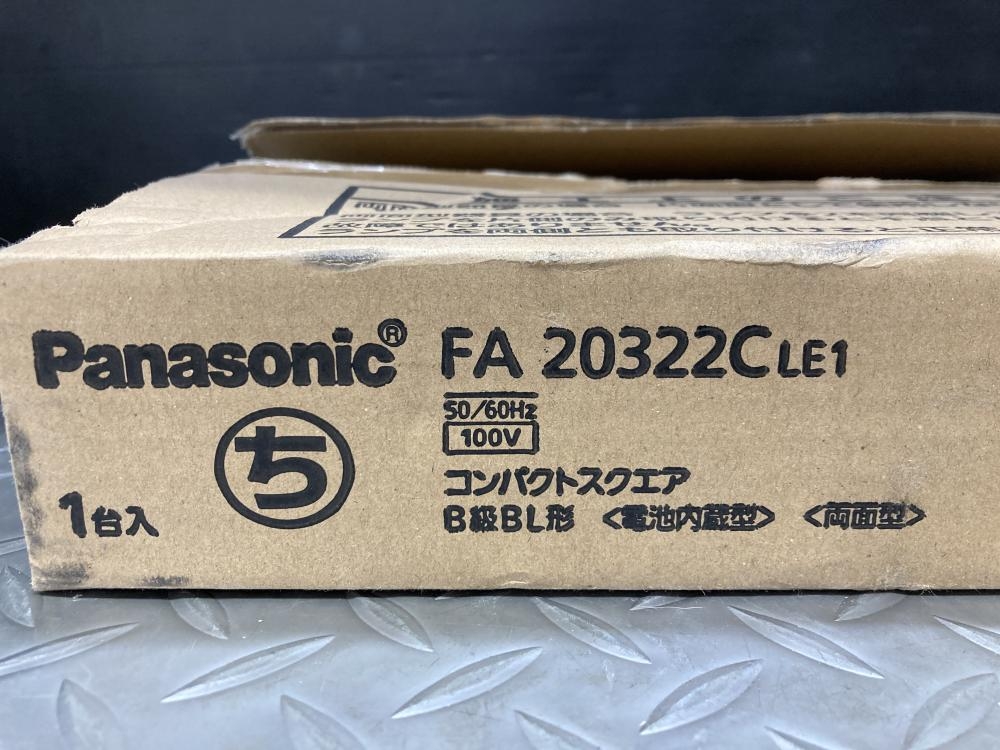 Panasonic® FA 20322C LE1
50/60Hz
100V
ち
コンパクトスクエア
1台入
B級BL形 〈電池内蔵型〉 〈両面型〉